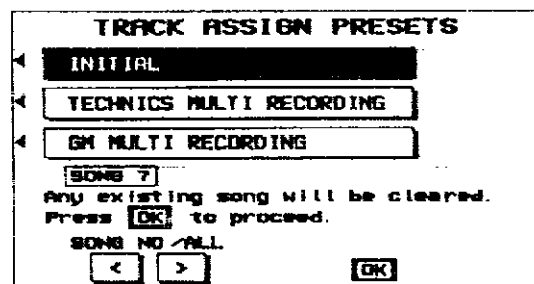 TRACK ASSIGN PRESETS
INITIAL
TECHNICS MULTI RECORDING
GM MULTI RECORDING
SONG 7
Any existing song will be cleared.
Press OK to proceed.
SONG NO/ALL
< > OK